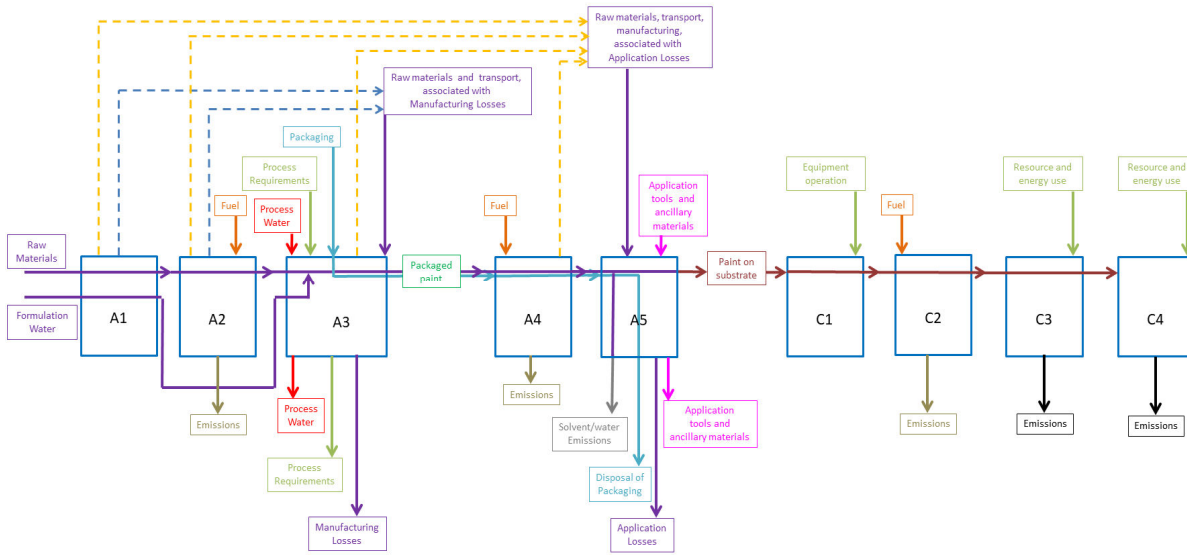 Raw materials, transport,
manufacturing,
associated with
Application Losses
Raw materials and transport,
associated with
Manufacturing Losses
Packaging
Process
Requirements
Equipment
operation
Resource and
energy use
Resource and
energy use
Application
tools and
ancillary
materials
Fuel
Process
Water
Fuel
Fuel
Raw
Materials
Packaged
paint
Paint on
substrate
Formulation
Water
A1
A2
A3
A4
A5
C1
C2
C3
C4
Emissions
Process
Water
Emissions
Solvent/water
Emissions
Application
tools and
ancillary materials
Emissions
Emissions
Emissions
Process
Requirements
Disposal of
Packaging
Manufacturing
Losses
Application
Losses